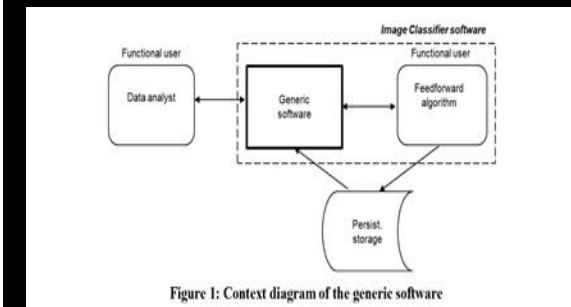 Image Classifier software
Functional user
Functional user
Data analyst
Generic
software
Feedforward
algorithm
Persist.
storage
Figure 1: Context diagram of the generic software